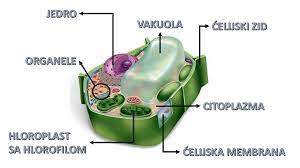 JEDRO
VAKUOLA
ĆELIJSKI ZID
ORGANELE
CITOPLAZMA
HLOROPLAST
SA HLOROFILOM
ĆELIJSKA MEMBRANA